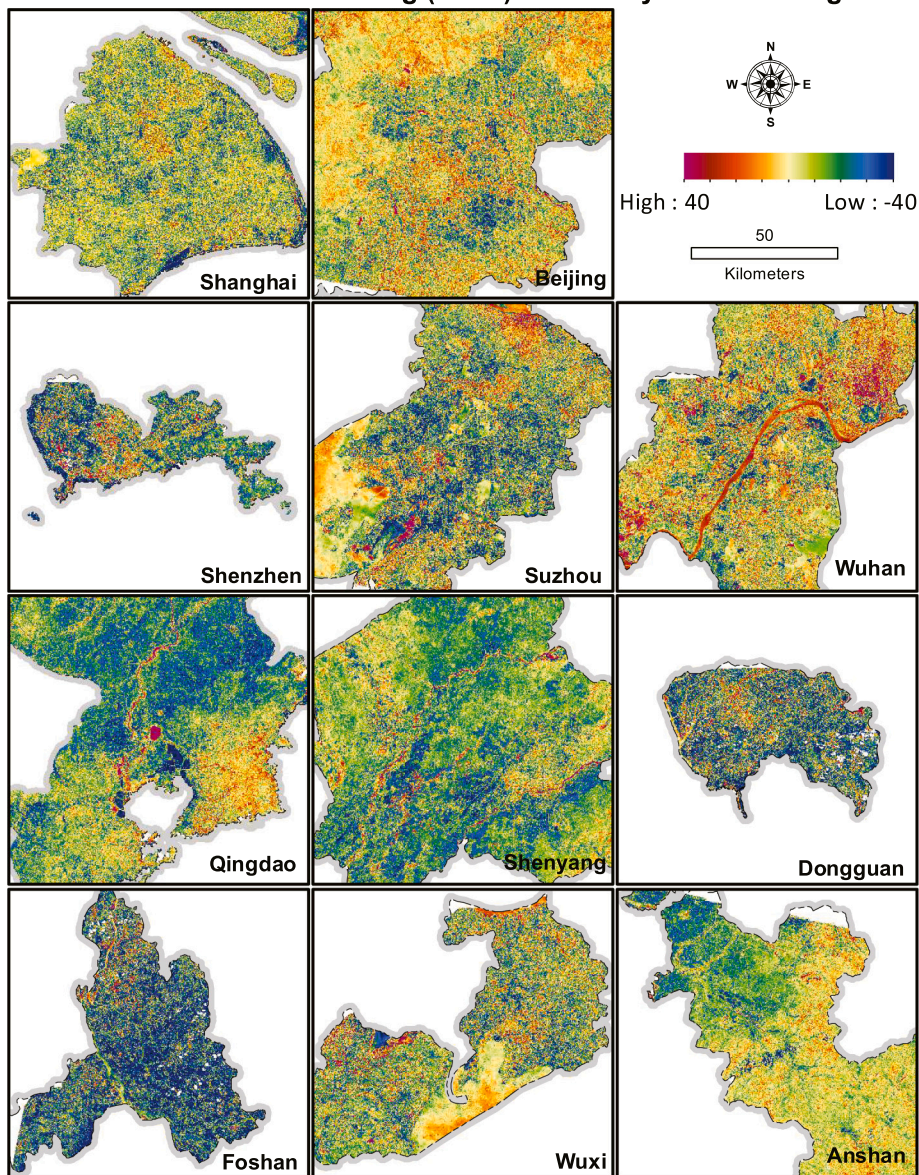 Shanghai
Beijing
N
W E
S
High : 40 Low : -40
50
Kilometers
Shenzhen
Suzhou
Wuhan
Qingdao
Shenyang
Dongguan
Foshan
Wuxi
Anshan